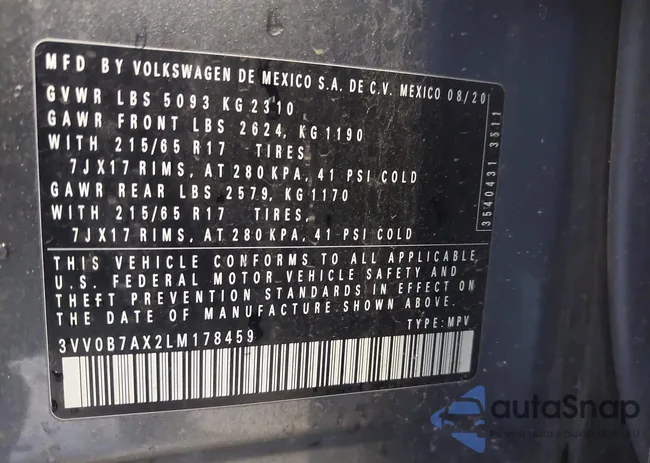 MFD BY VOLKSWAGEN DE MEXICO S.A. DE C.V. MEXICO 08/20
GVWR LBS 5093 KG 2310
GAWR FRONT LBS 2624, KG 1190
WITH 215/65 R17 TIRES
7JX17 RIMS, AT 280 KPA, 41 PSI COLD
GAWR REAR LBS 2579, KG 1170
WITH 215/65 R17 TIRES,
7JX17 RIMS, AT 280 KPA, 41 PSI COLD
3540431 3511
THIS VEHICLE CONFORMS TO ALL APPLICABLE
U.S. FEDERAL MOTOR VEHICLE SAFETY AND
THEFT PREVENTION STANDARDS IN EFFECT ON
THE DATE OF MANUFACTURE SHOWN ABOVE.
3VV0B7AX2LM178459 TYPE: MPV
autaSnap